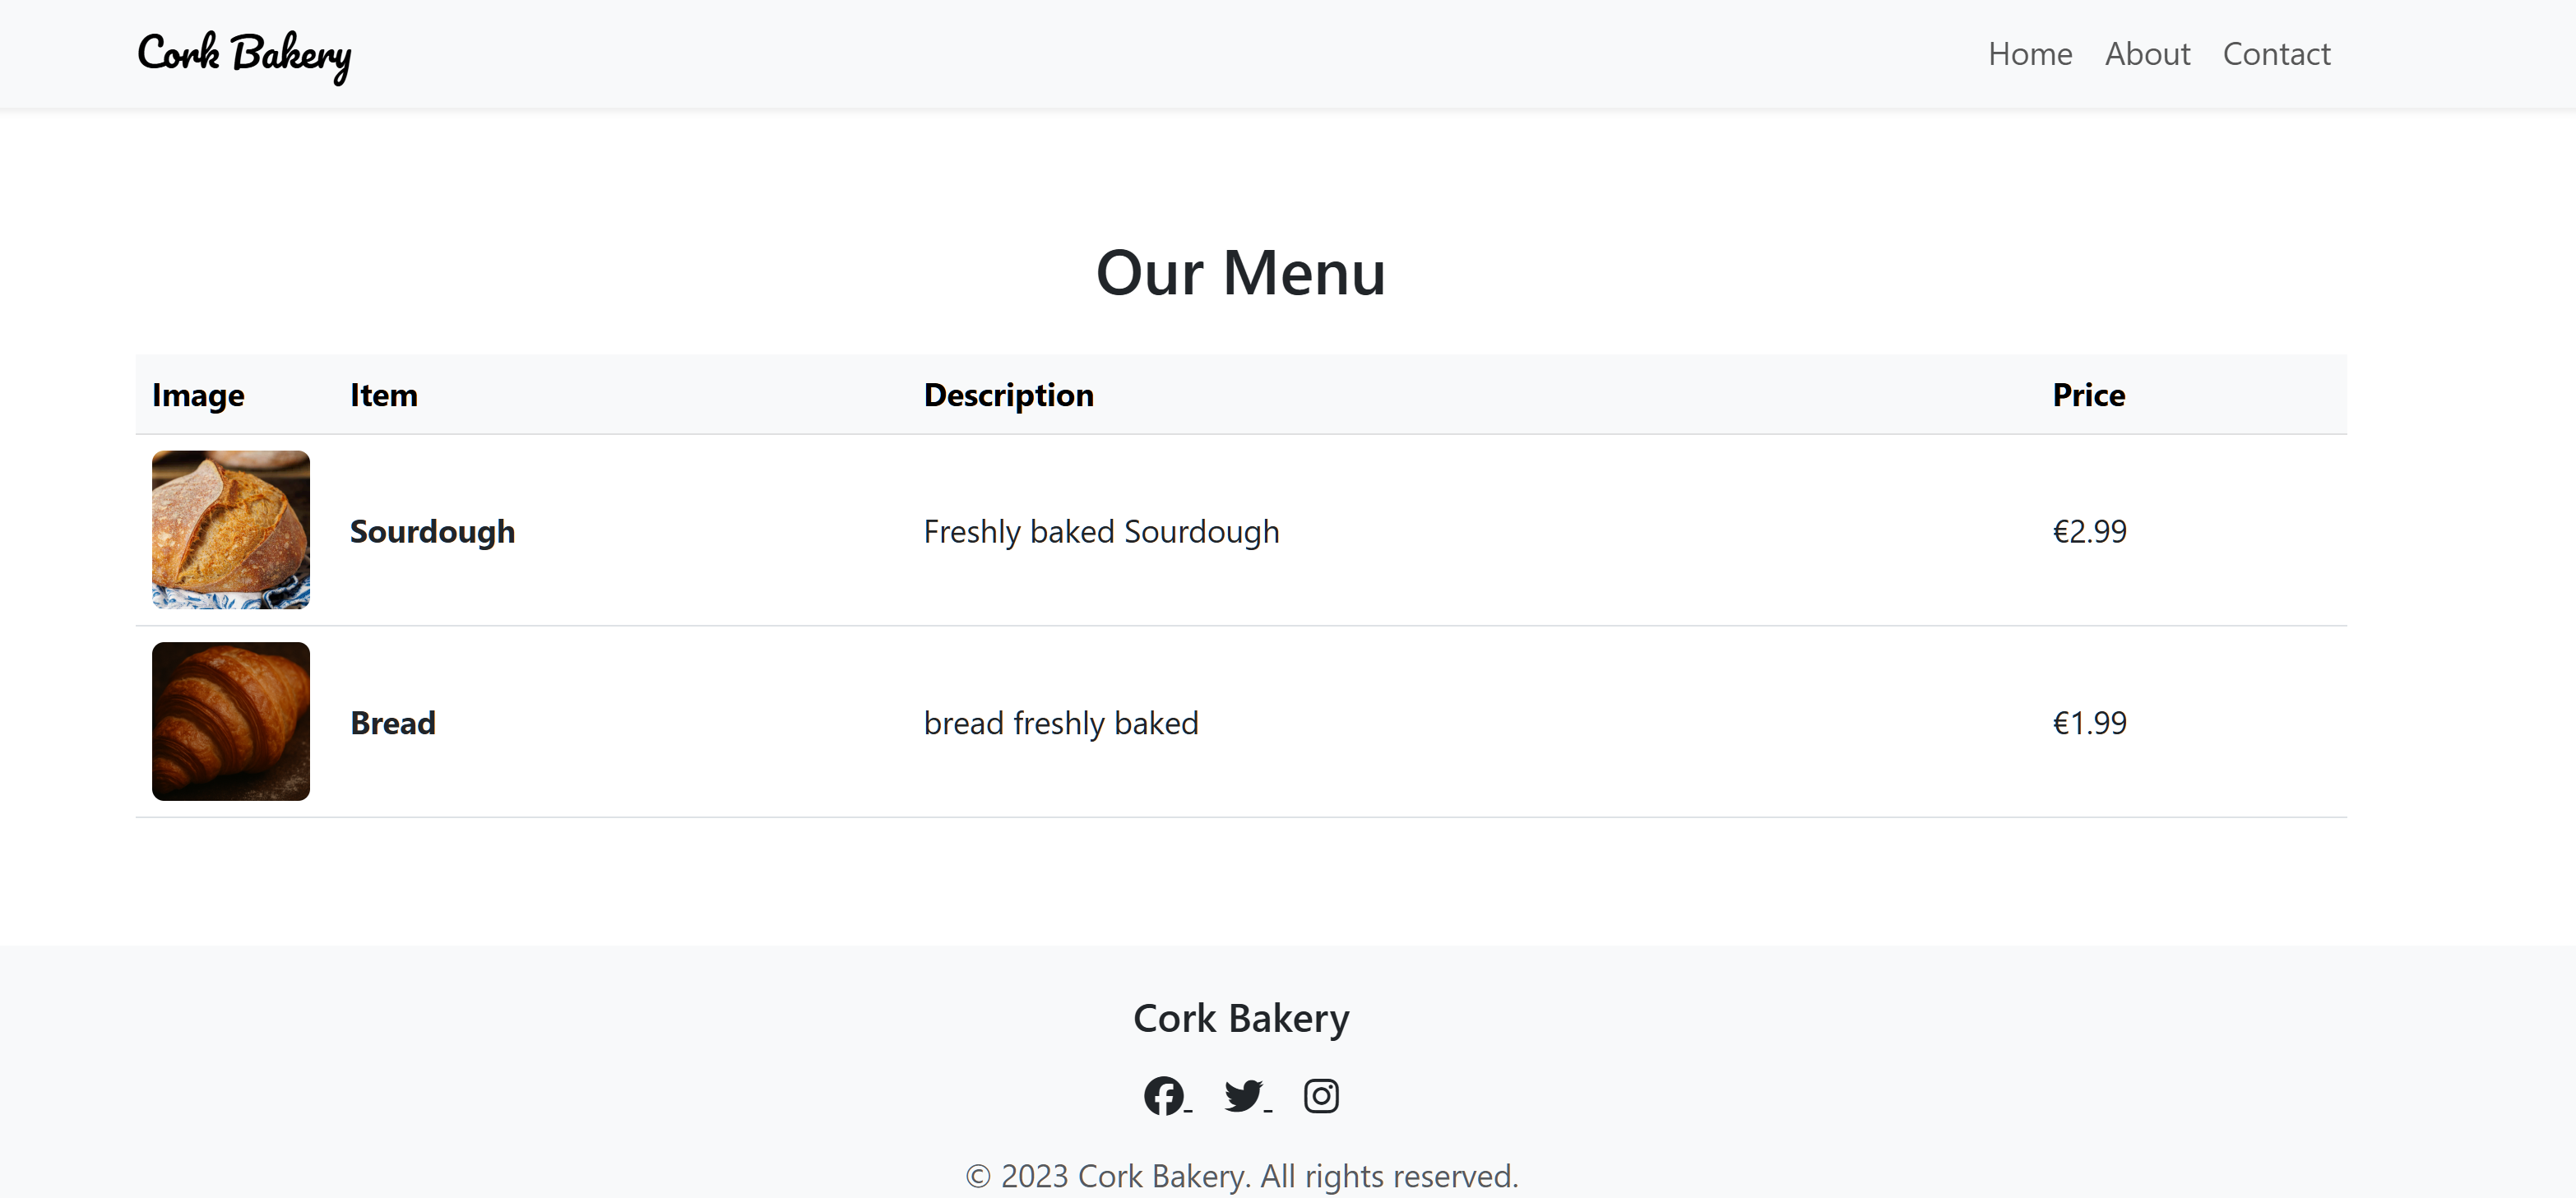 Cork Bakery
Home About Contact
Our Menu
Image Item Description Price
Sourdough Freshly baked Sourdough €2.99
Bread bread freshly baked €1.99
Cork Bakery
© 2023 Cork Bakery. All rights reserved.